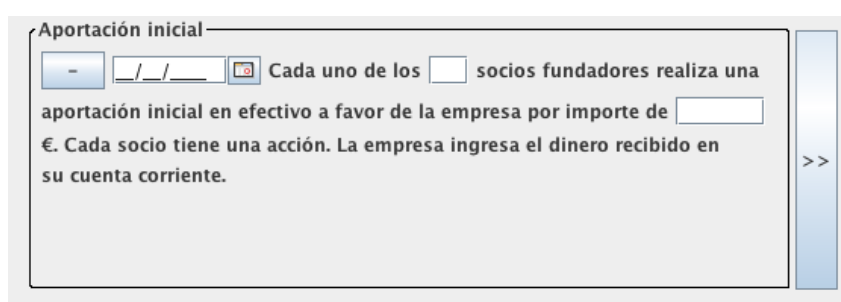 Aportación inicial
- __/__/____ Cada uno de los socios fundadores realiza una
aportación inicial en efectivo a favor de la empresa por importe de
€. Cada socio tiene una acción. La empresa ingresa el dinero recibido en
su cuenta corriente.
>>